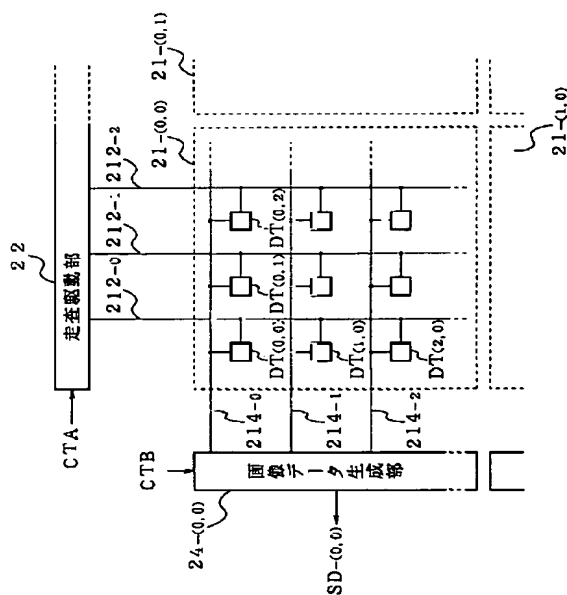 22
走査駆動部
CTA
212-0
212-1
212-2
21-(0,0)
21-(0,1)
DT(0,0)
DT(0,1)
DT(0,2)
214-0
DT(1,0)
214-1
DT(2,0)
214-2
CTB
画像データ生成部
24-(0,0)
SD-(0,0)
21-(1,0)